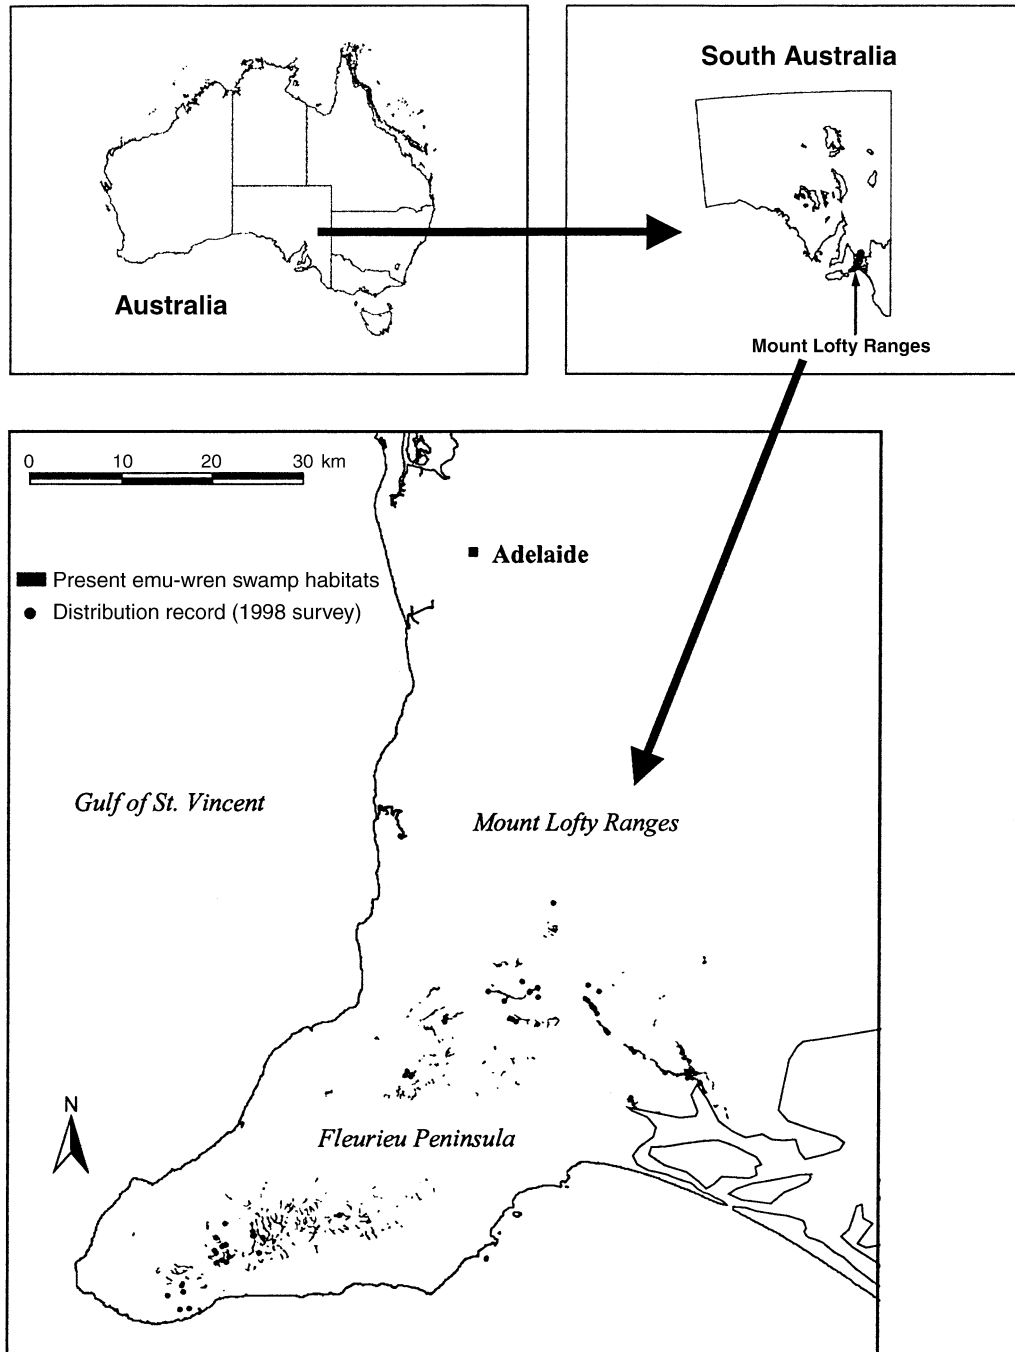 Australia
South Australia
Mount Lofty Ranges
0 10 20 30 km
Adelaide
Present emu-wren swamp habitats
Distribution record (1998 survey)
Gulf of St. Vincent
Mount Lofty Ranges
N
Fleurieu Peninsula